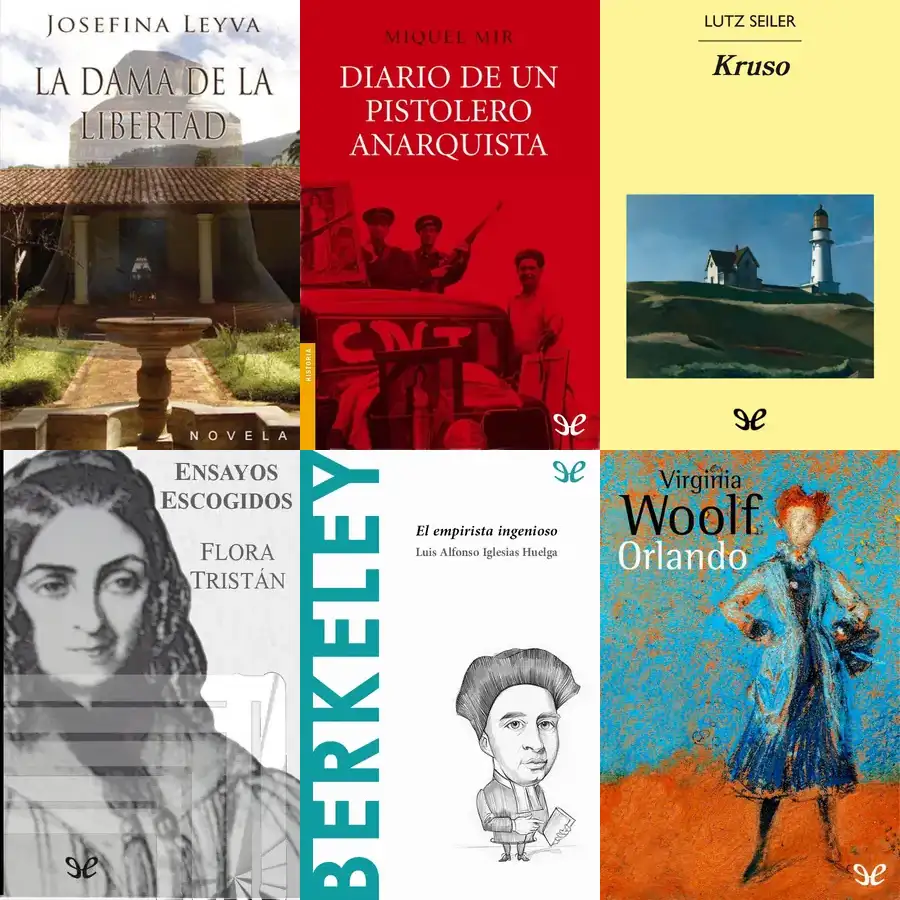 JOSEFINA LEYVA
LA DAMA DE LA
LIBERTAD
NOVELA
MIQUEL MIR
DIARIO DE UN
PISTOLERO
ANARQUISTA
CNT
HISTORIA
LUTZ SEILER
Kruso
ENSAYOS
ESCOGIDOS
FLORA
TRISTÁN
BERKELEY
El empirista ingenioso
Luis Alfonso Iglesias Huelga
Virginia
Woolf
Orlando